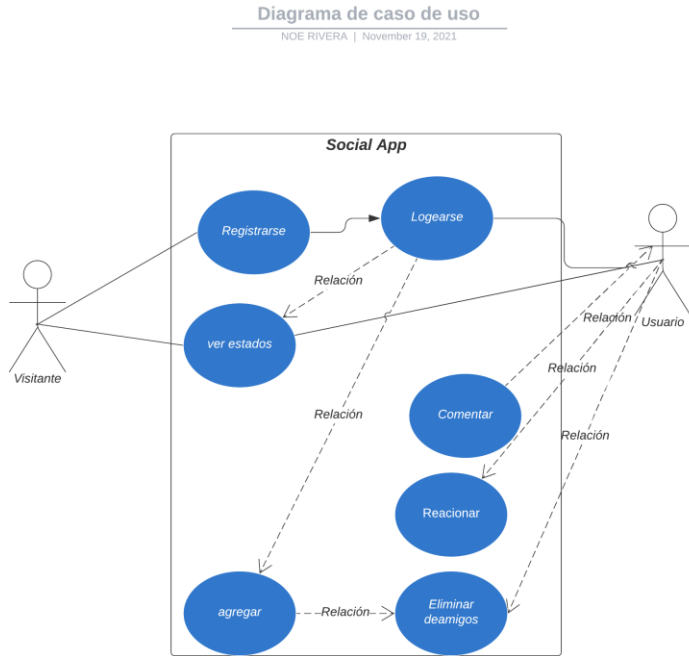 Diagrama de caso de uso
NOE RIVERA | November 19, 2021
Social App
Registrarse
Logearse
Relación
ver estados
Visitante
Usuario
Relación
Relación
Comentar
Relación
Relación
Reacionar
agregar
Relación
Eliminar
deamigos